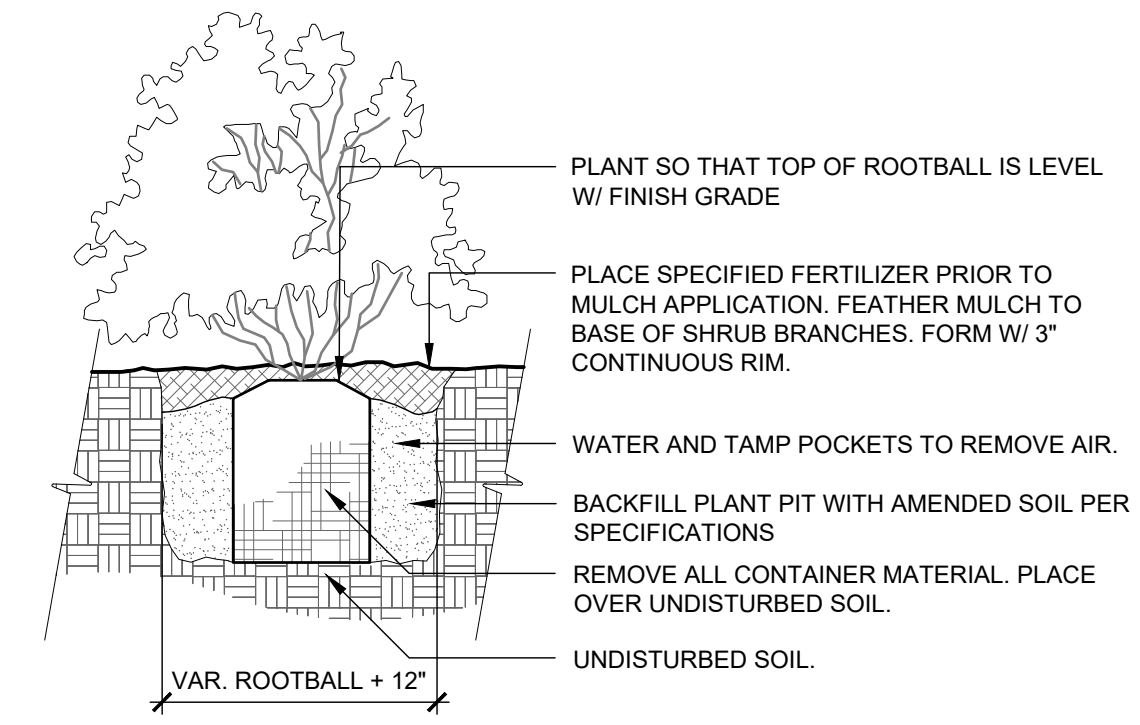 PLANT SO THAT TOP OF ROOTBALL IS LEVEL
W/ FINISH GRADE
PLACE SPECIFIED FERTILIZER PRIOR TO
MULCH APPLICATION. FEATHER MULCH TO
BASE OF SHRUB BRANCHES. FORM W/ 3"
CONTINUOUS RIM.
WATER AND TAMP POCKETS TO REMOVE AIR.
BACKFILL PLANT PIT WITH AMENDED SOIL PER
SPECIFICATIONS
REMOVE ALL CONTAINER MATERIAL. PLACE
OVER UNDISTURBED SOIL.
UNDISTURBED SOIL.
VAR. ROOTBALL + 12"